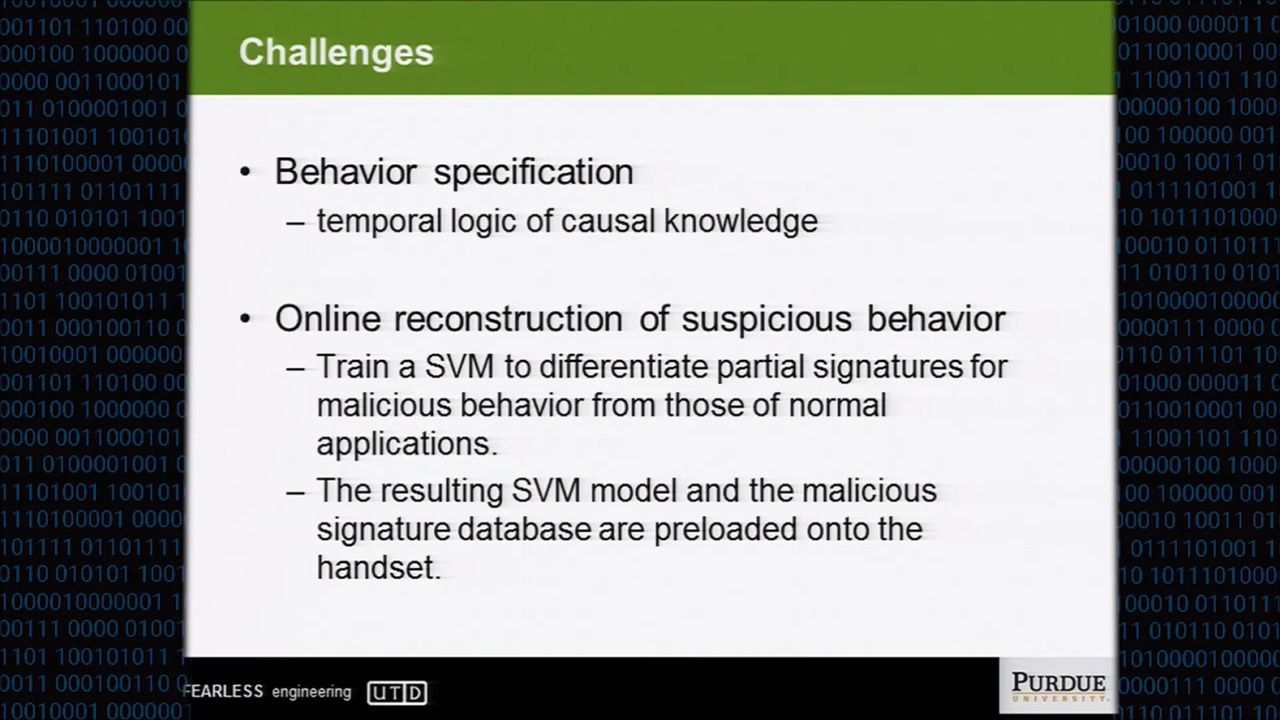 Challenges
• Behavior specification
– temporal logic of causal knowledge
• Online reconstruction of suspicious behavior
– Train a SVM to differentiate partial signatures for
malicious behavior from those of normal
applications.
– The resulting SVM model and the malicious
signature database are preloaded onto the
handset.
FEARLESS engineering UTD
PURDUE
UNIVERSITY